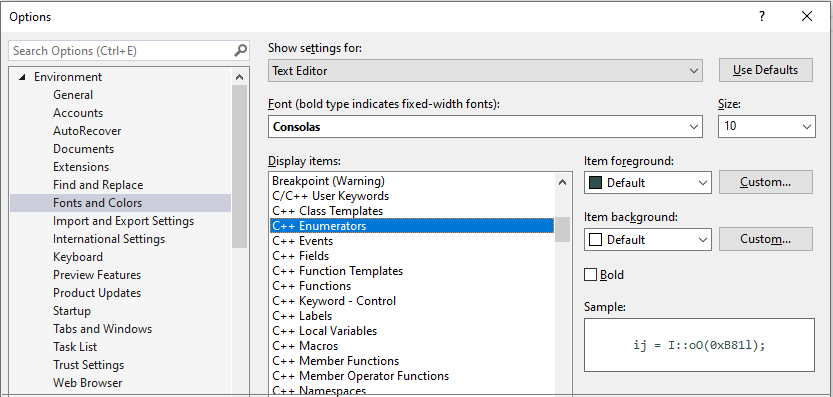 Options
?
Search Options (Ctrl+E)
Environment
General
Accounts
AutoRecover
Documents
Extensions
Find and Replace
Fonts and Colors
Import and Export Settings
International Settings
Keyboard
Preview Features
Product Updates
Startup
Tabs and Windows
Task List
Trust Settings
Web Browser
Show settings for:
Text Editor
Use Defaults
Font (bold type indicates fixed-width fonts):
Size:
Consolas
10
Display items:
Breakpoint (Warning)
C/C++ User Keywords
C++ Class Templates
C++ Enumerators
C++ Events
C++ Fields
C++ Function Templates
C++ Functions
C++ Keyword - Control
C++ Labels
C++ Local Variables
C++ Macros
C++ Member Functions
C++ Member Operator Functions
C++ Namespaces
Item foreground:
Default
Custom...
Item background:
Default
Custom...
Bold
Sample:
ij = I::oO(0xB81l);